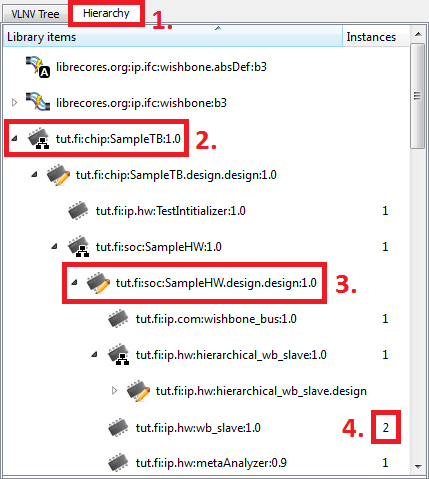 VLNV Tree Hierarchy 1.
Library items Instances
librecores.org:ip.ifc:wishbone.absDef:b3
librecores.org:ip.ifc:wishbone:b3
tut.fi:chip:SampleTB:1.0 2.
tut.fi:chip:SampleTB.design.design:1.0
tut.fi:ip.hw:TestIntitializer:1.0 1
tut.fi:soc:SampleHW:1.0 1
tut.fi:soc:SampleHW.design.design:1.0 3.
tut.fi:ip.com:wishbone_bus:1.0 1
tut.fi:ip.hw:hierarchical_wb_slave:1.0 1
tut.fi:ip.hw:hierarchical_wb_slave.design
tut.fi:ip.hw:wb_slave:1.0 4. 2
tut.fi:ip.hw:metaAnalyzer:0.9 1